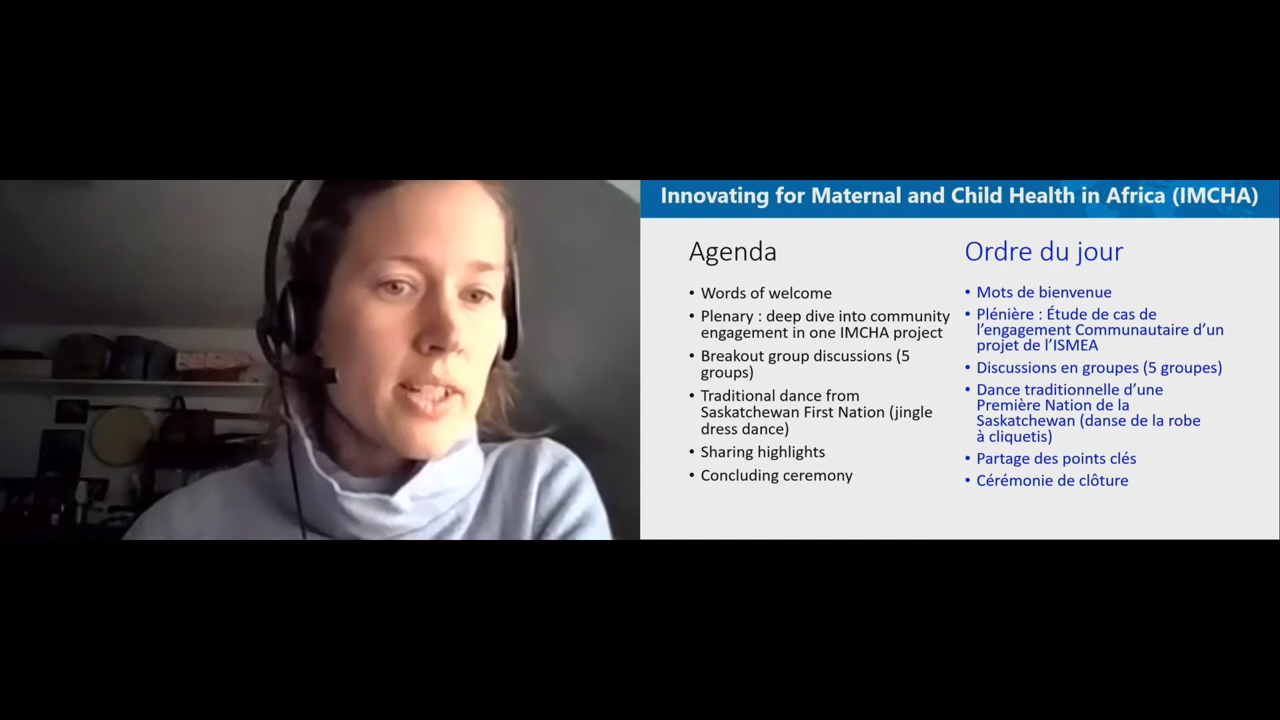 Innovating for Maternal and Child Health in Africa (IMCHA)
Agenda
• Words of welcome
• Plenary : deep dive into community
engagement in one IMCHA project
• Breakout group discussions (5
groups)
• Traditional dance from
Saskatchewan First Nation (jingle
dress dance)
• Sharing highlights
• Concluding ceremony
Ordre du jour
• Mots de bienvenue
• Plénière : Étude de cas de
l’engagement Communautaire d’un
projet de l’ISMEA
• Discussions en groupes (5 groupes)
• Dance traditionnelle d’une
Première Nation de la
Saskatchewan (danse de la robe
à cliquetis)
• Partage des points clés
• Cérémonie de clôture